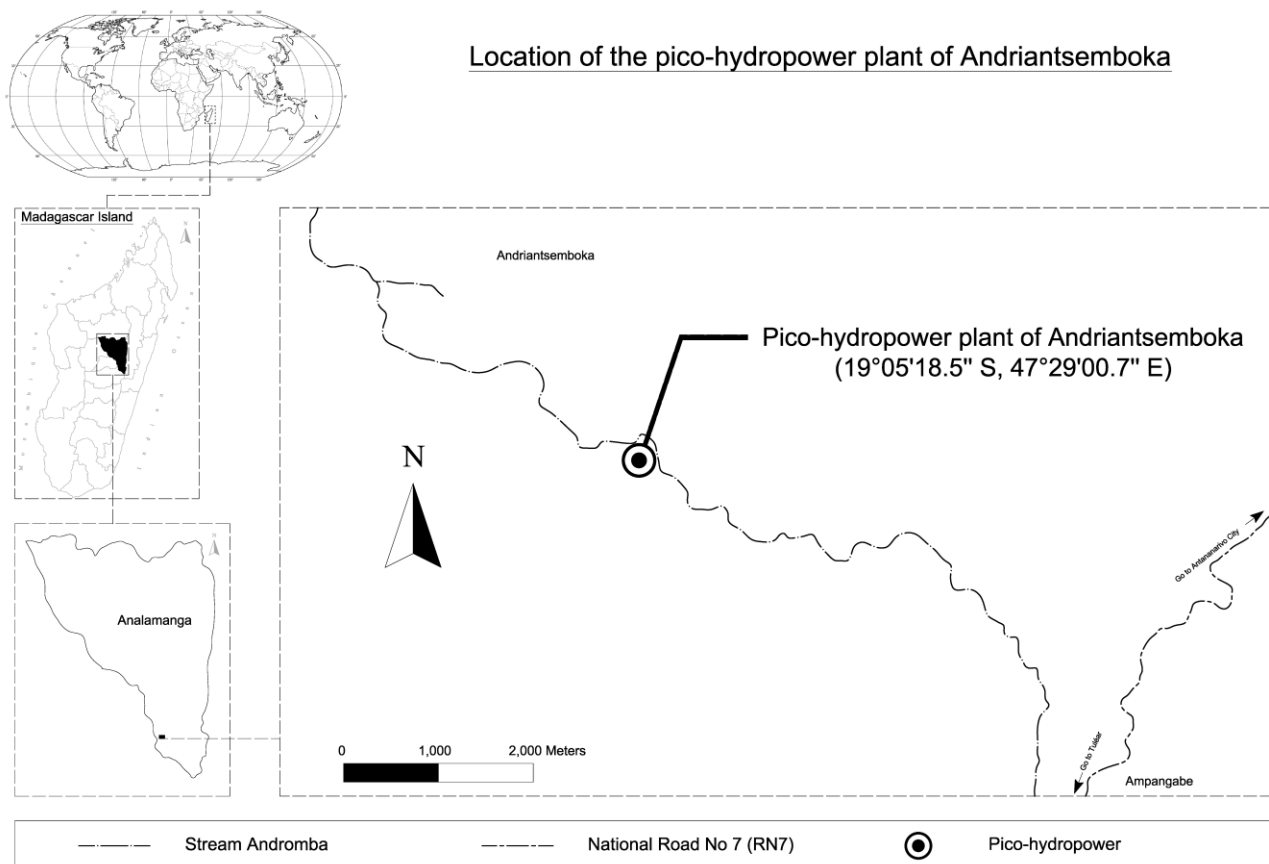 Location of the pico-hydropower plant of Andriantsemboka
Madagascar Island
N
Andriantsemboka
Pico-hydropower plant of Andriantsemboka
(19°05'18.5" S, 47°29'00.7" E)
N
Go to Antananarivo City
N
Analamanga
0 1,000 2,000 Meters
Go to Tuléar
Ampangabe
Stream Andromba
National Road No 7 (RN7)
Pico-hydropower